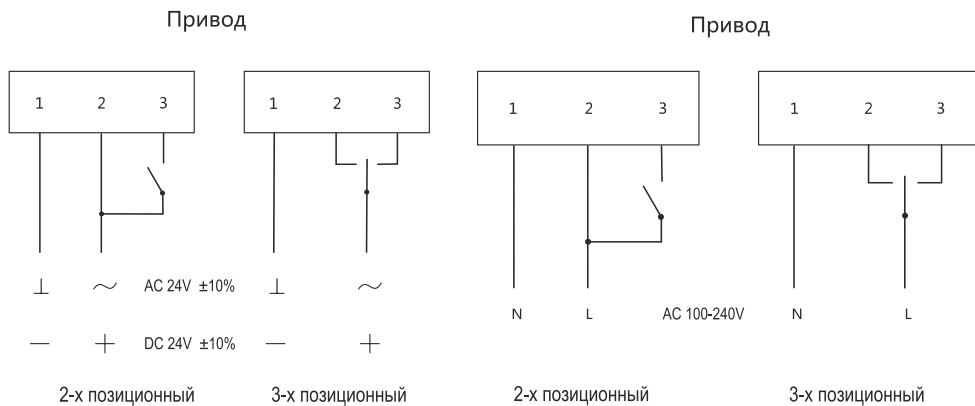 Привод
Привод
1 2 3
1 2 3
1 2 3
1 2 3
⊥ ~ AC 24V ±10% ⊥ ~
N L AC 100-240V N L
— + DC 24V ±10% — +
2-х позиционный
3-х позиционный
2-х позиционный
3-х позиционный